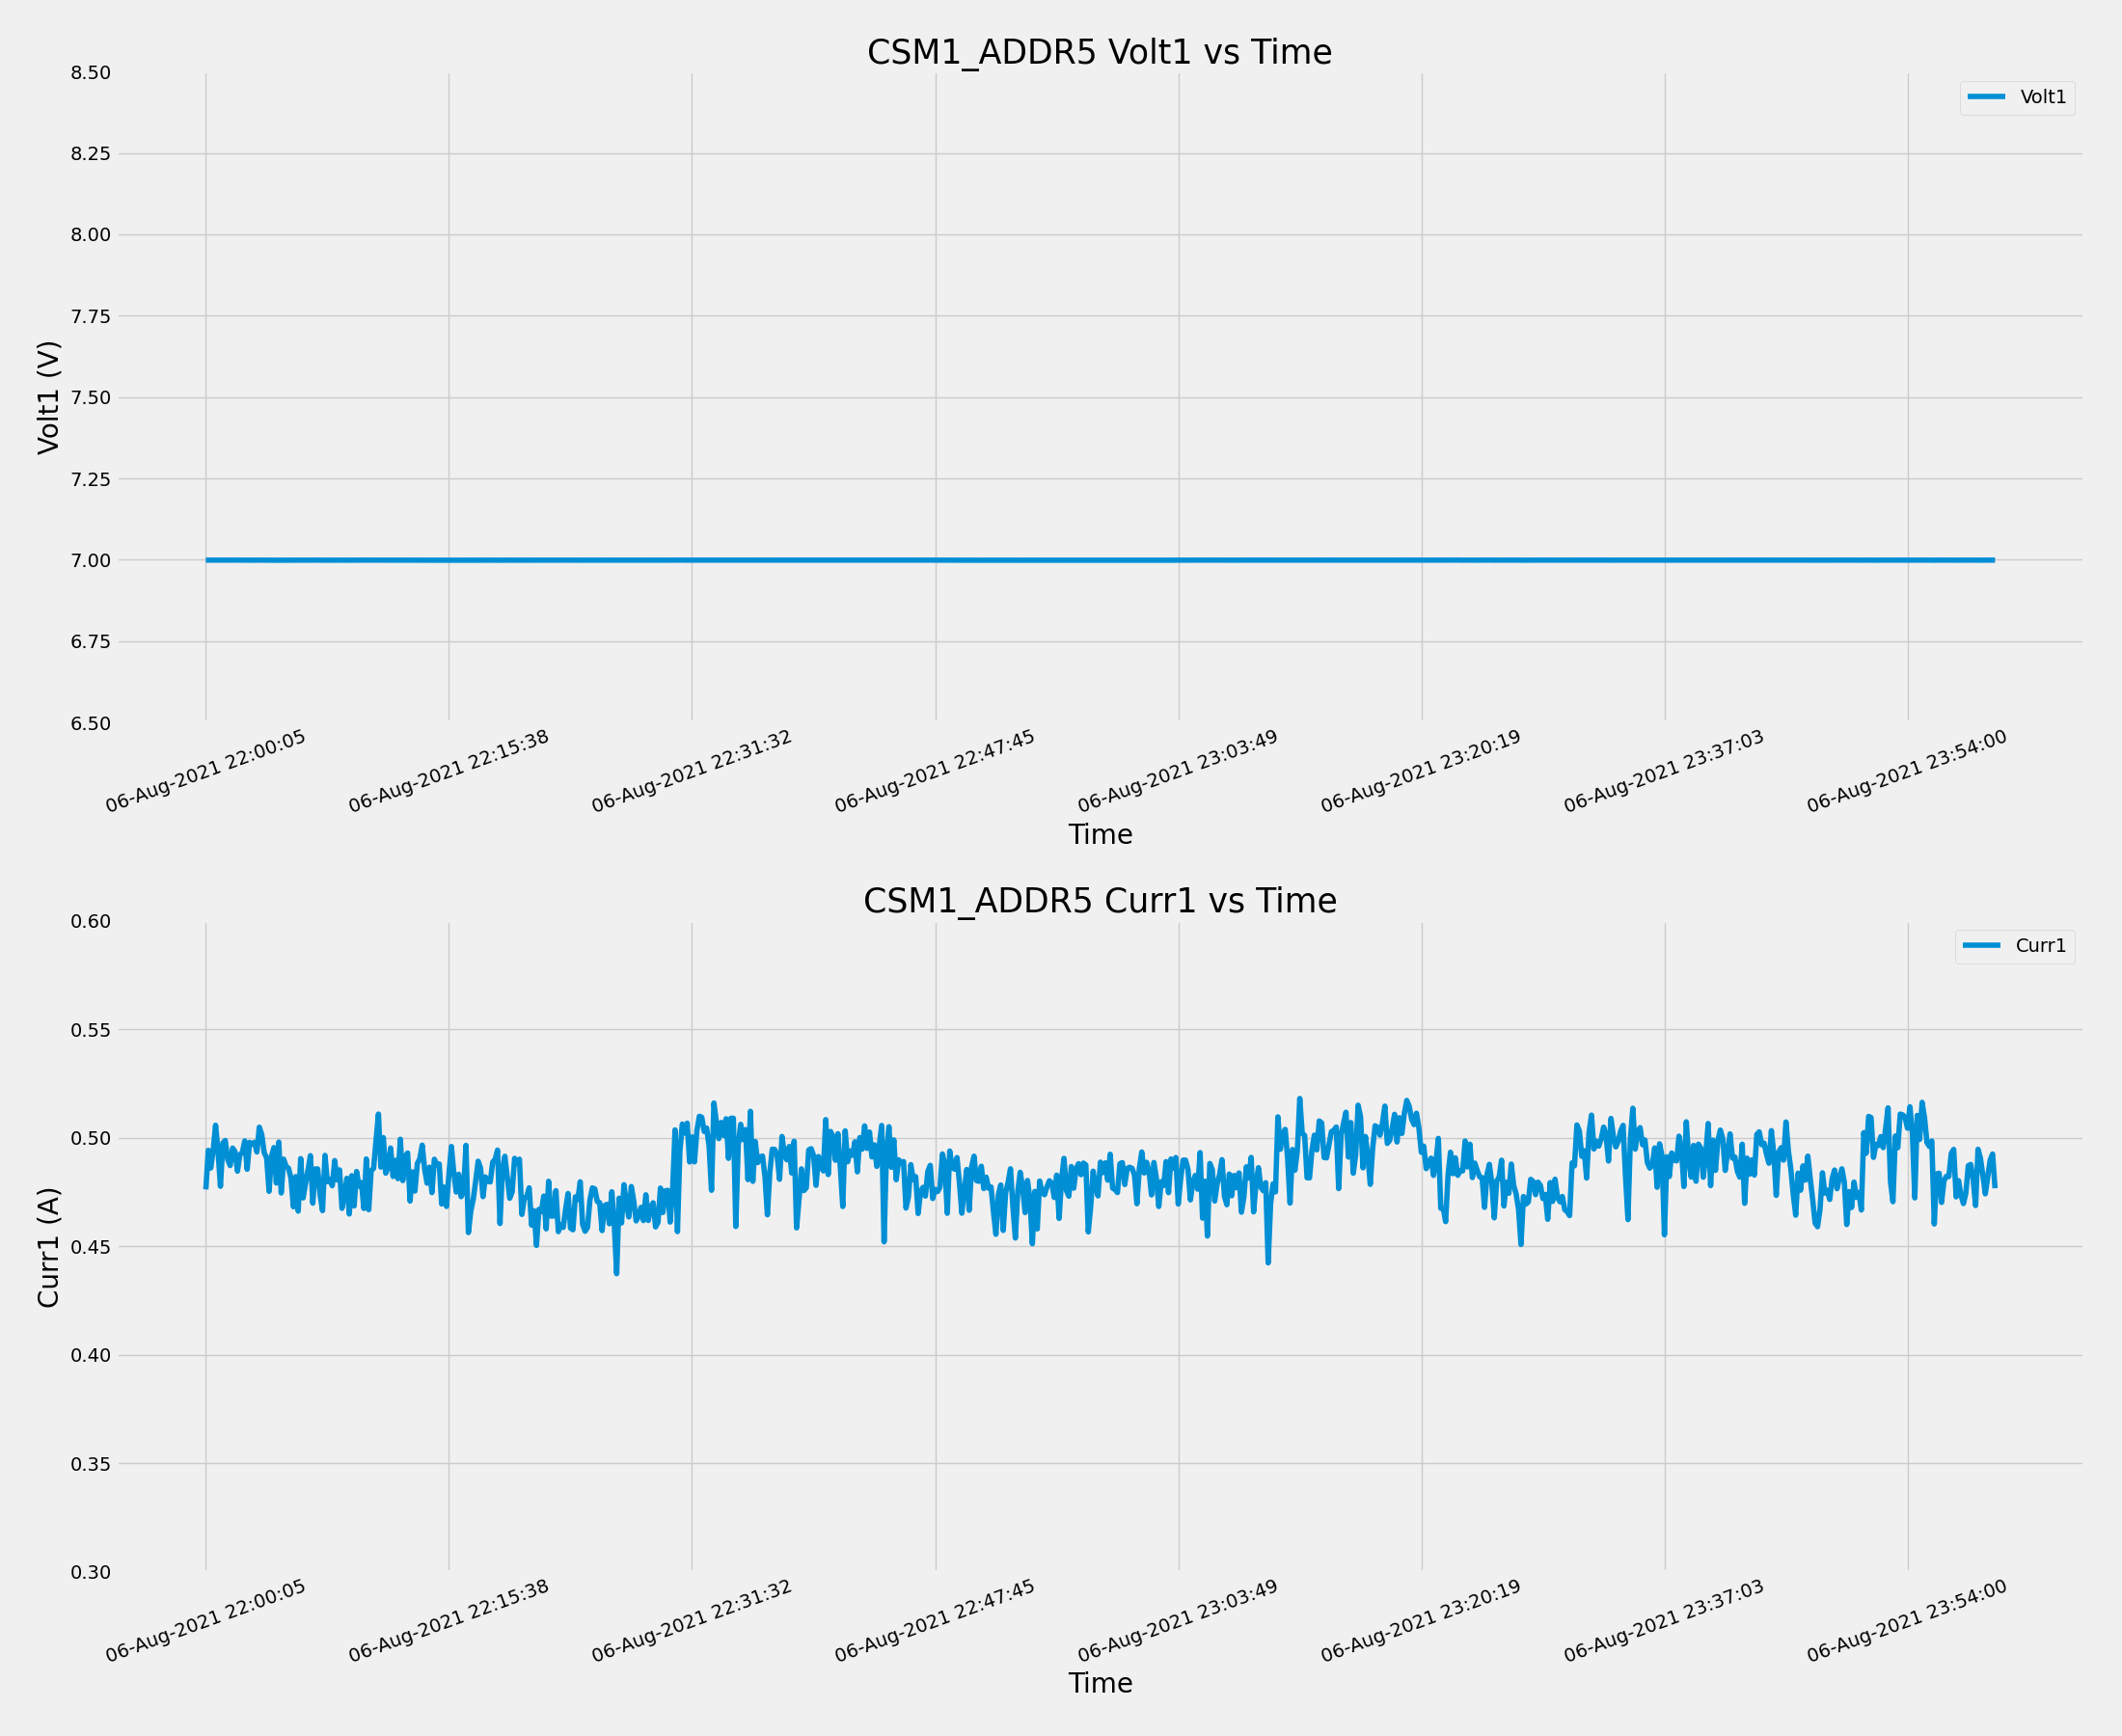 CSM1_ADDR5 Volt1 vs Time
Volt1
8.50
8.25
8.00
7.75
7.50
7.25
7.00
6.75
6.50
Volt1 (V)
06-Aug-2021 22:00:05
06-Aug-2021 22:15:38
06-Aug-2021 22:31:32
06-Aug-2021 22:47:45
06-Aug-2021 23:03:49
06-Aug-2021 23:20:19
06-Aug-2021 23:37:03
06-Aug-2021 23:54:00
Time
CSM1_ADDR5 Curr1 vs Time
Curr1
0.60
0.55
0.50
0.45
0.40
0.35
0.30
Curr1 (A)
06-Aug-2021 22:00:05
06-Aug-2021 22:15:38
06-Aug-2021 22:31:32
06-Aug-2021 22:47:45
06-Aug-2021 23:03:49
06-Aug-2021 23:20:19
06-Aug-2021 23:37:03
06-Aug-2021 23:54:00
Time